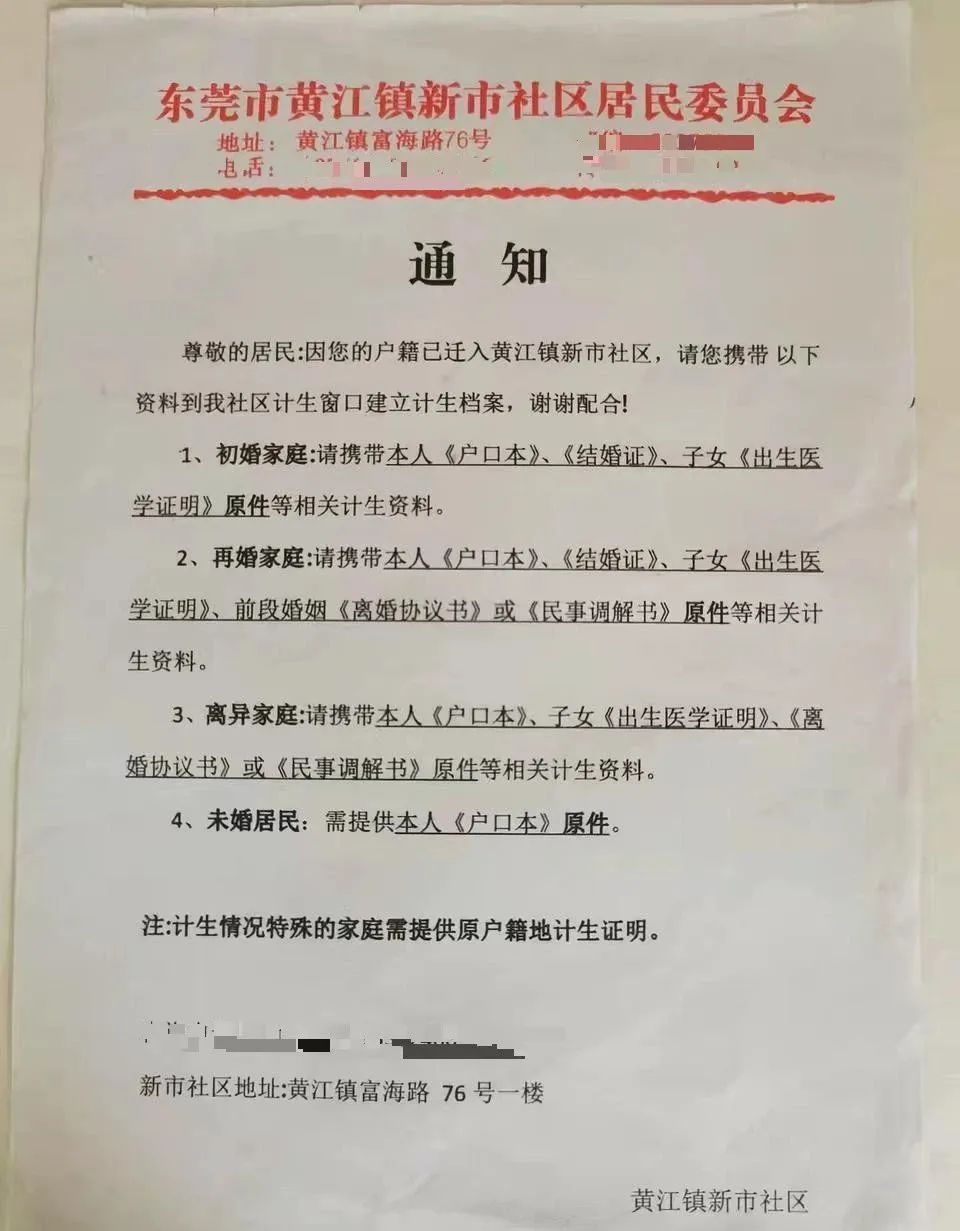 东莞市黄江镇新市社区居民委员会
地址：黄江镇富海路76号
电话：
通 知
尊敬的居民:因您的户籍已迁入黄江镇新市社区，请您携带 以下
资料到我社区计生窗口建立计生档案，谢谢配合!
1、初婚家庭:请携带本人《户口本》、《结婚证》、子女《出生医
学证明》原件等相关计生资料。
2、再婚家庭:请携带本人《户口本》、《结婚证》、子女《出生医
学证明》、前段婚姻《离婚协议书》或《民事调解书》原件等相关计
生资料。
3、离异家庭:请携带本人《户口本》、子女《出生医学证明》、《离
婚协议书》或《民事调解书》原件等相关计生资料。
4、未婚居民：需提供本人《户口本》原件。
注:计生情况特殊的家庭需提供原户籍地计生证明。
新市社区地址:黄江镇富海路 76 号一楼
黄江镇新市社区